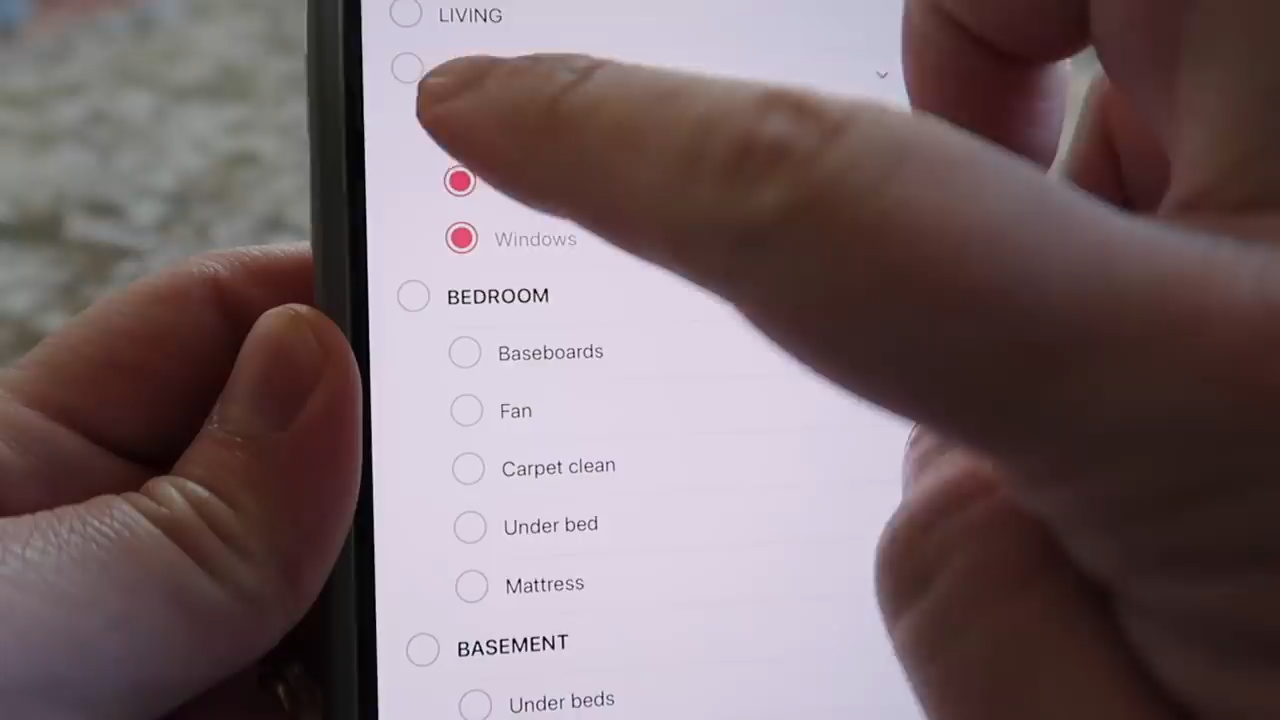 LIVING
Windows
BEDROOM
Baseboards
Fan
Carpet clean
Under bed
Mattress
BASEMENT
Under beds